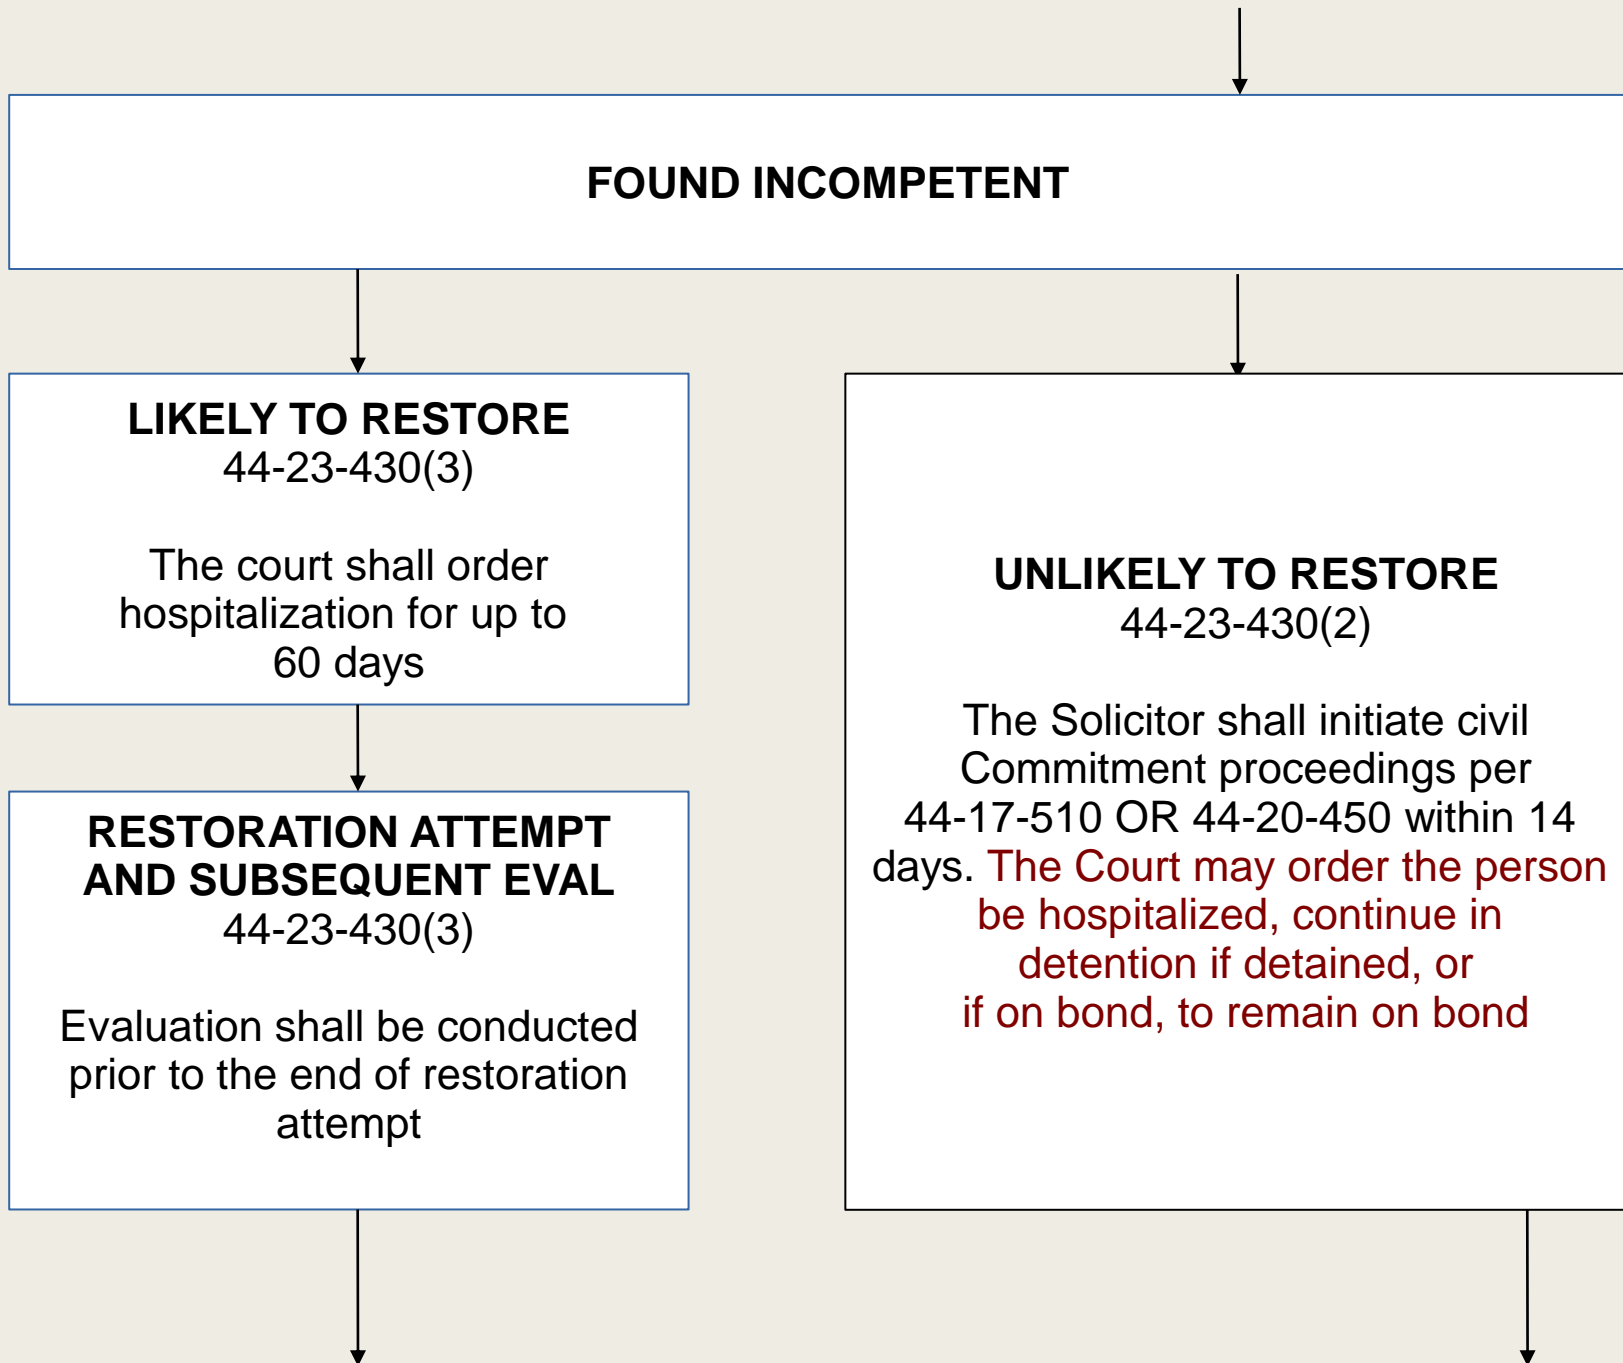 FOUND INCOMPETENT
LIKELY TO RESTORE
44-23-430(3)
The court shall order
hospitalization for up to
60 days
RESTORATION ATTEMPT
AND SUBSEQUENT EVAL
44-23-430(3)
Evaluation shall be conducted
prior to the end of restoration
attempt
UNLIKELY TO RESTORE
44-23-430(2)
The Solicitor shall initiate civil
Commitment proceedings per
44-17-510 OR 44-20-450 within 14
days. The Court may order the person
be hospitalized, continue in
detention if detained, or
if on bond, to remain on bond